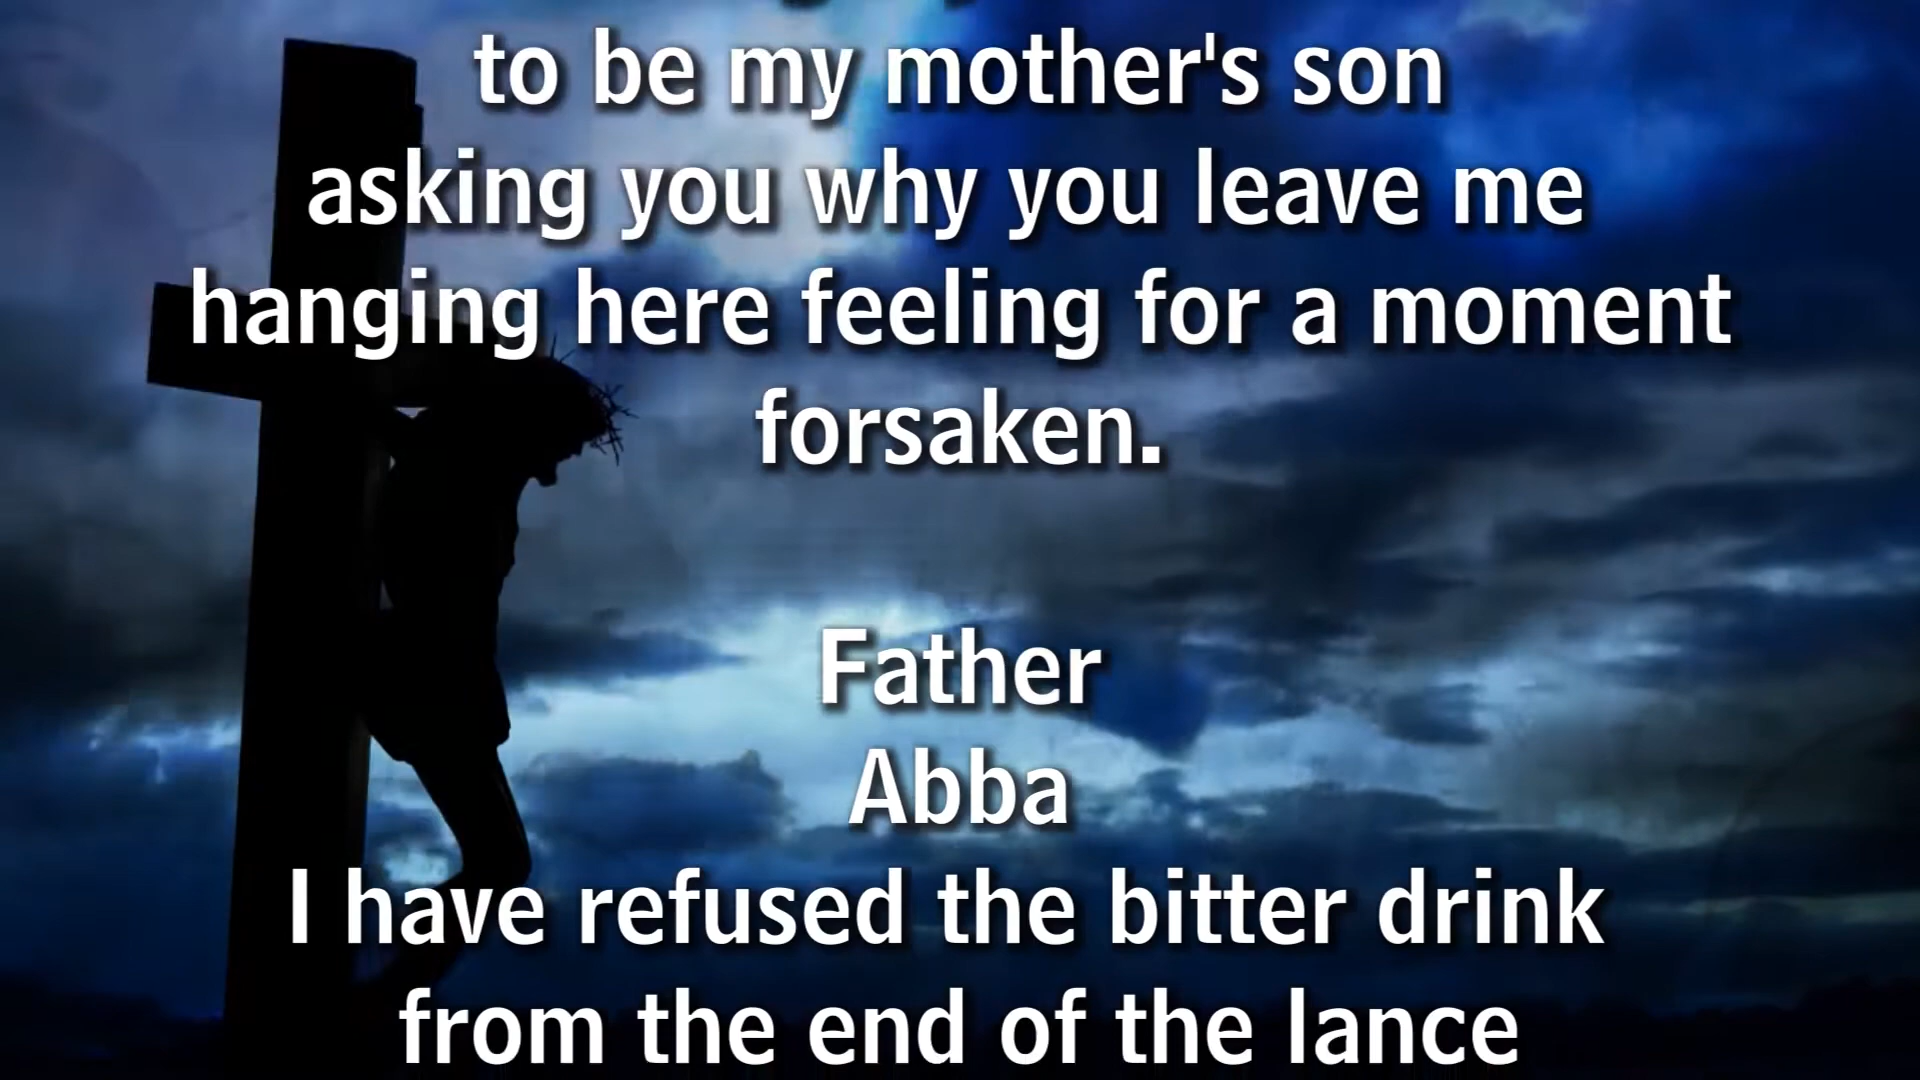 to be my mother's son
asking you why you leave me
hanging here feeling for a moment
forsaken.
Father
Abba
I have refused the bitter drink
from the end of the lance